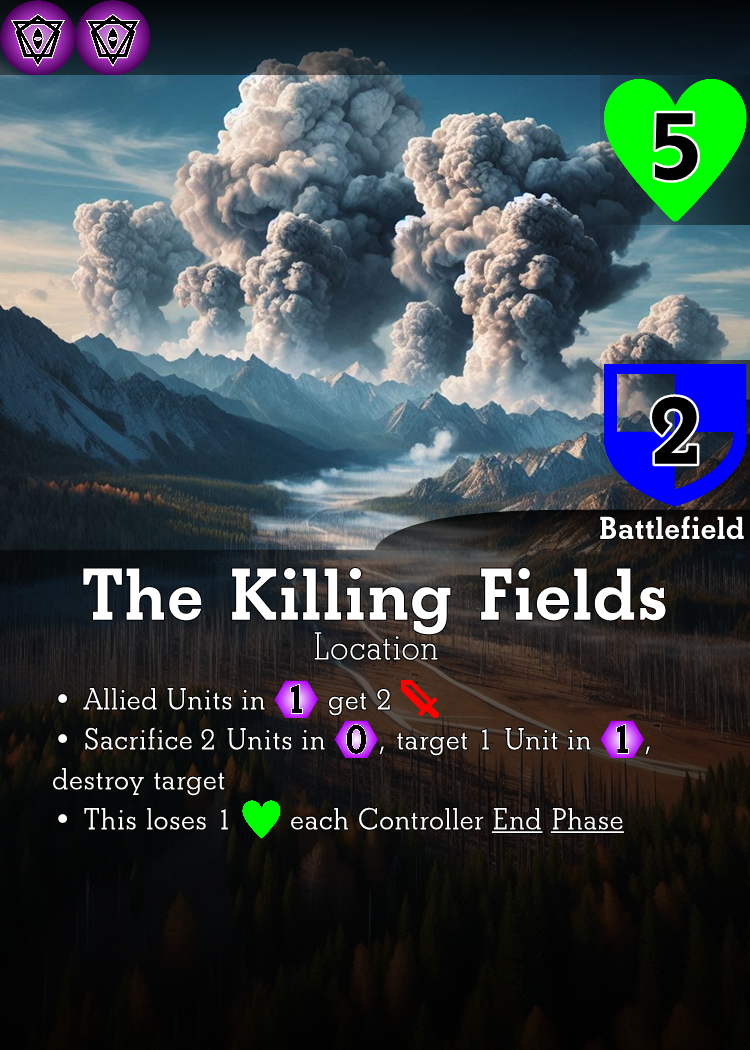 5
2
Battlefield
The Killing Fields
Location
• Allied Units in 1 get 2
• Sacrifice 2 Units in 0, target 1 Unit in 1,
destroy target
• This loses 1 each Controller End Phase